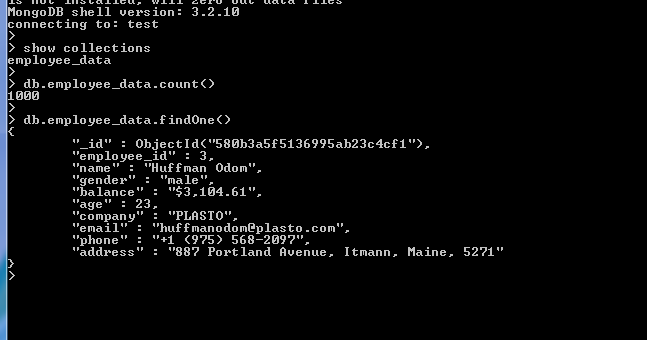 is not installed, will zero out data files
MongoDB shell version: 3.2.10
connecting to: test
>
> show collections
employee_data
>
> db.employee_data.count()
1000
>
> db.employee_data.findOne()
{
        "_id" : ObjectId("580b3a5f5136995ab23c4cf1"),
        "employee_id" : 3,
        "name" : "Huffman Odom",
        "gender" : "male",
        "balance" : "$3,104.61",
        "age" : 23,
        "company" : "PLASTO",
        "email" : "huffmanodom@plasto.com",
        "phone" : "+1 (975) 568-2097",
        "address" : "887 Portland Avenue, Itmann, Maine, 5271"
}
>